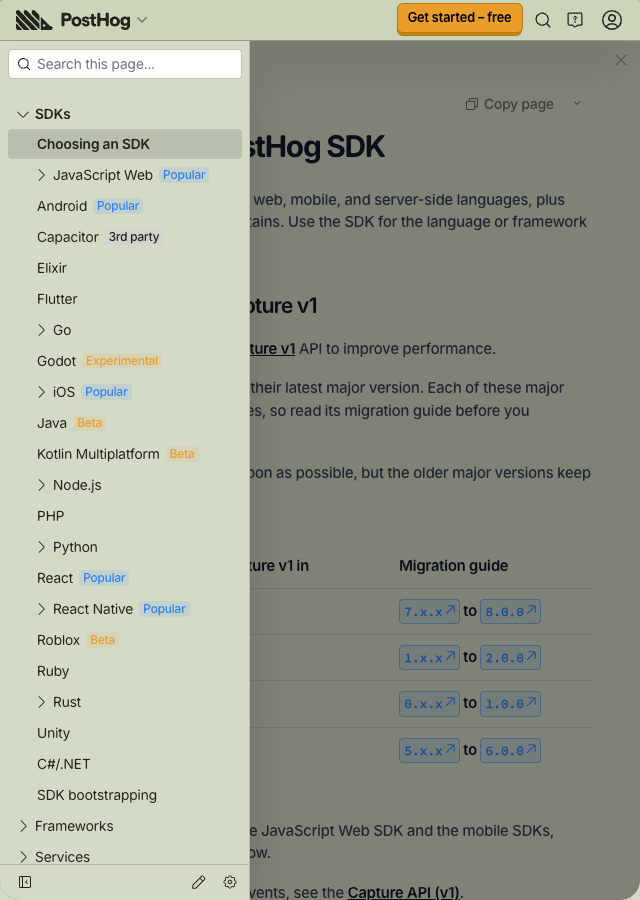 PostHog
Get started – free
Search this page...
SDKs
Choosing an SDK
JavaScript Web Popular
Android Popular
Capacitor 3rd party
Elixir
Flutter
Go
Godot Experimental
iOS Popular
Java Beta
Kotlin Multiplatform Beta
Node.js
PHP
Python
React Popular
React Native Popular
Roblox Beta
Ruby
Rust
Unity
C#/.NET
SDK bootstrapping
Frameworks
Services
Copy page
stHog SDK
web, mobile, and server-side languages, plus
tains. Use the SDK for the language or framework
pture v1
ture v1 API to improve performance.
their latest major version. Each of these major
es, so read its migration guide before you
oon as possible, but the older major versions keep
ture v1 in Migration guide
7.x.x to 8.0.0
1.x.x to 2.0.0
0.x.x to 1.0.0
5.x.x to 6.0.0
e JavaScript Web SDK and the mobile SDKs,
ow.
vents, see the Capture API (v1).